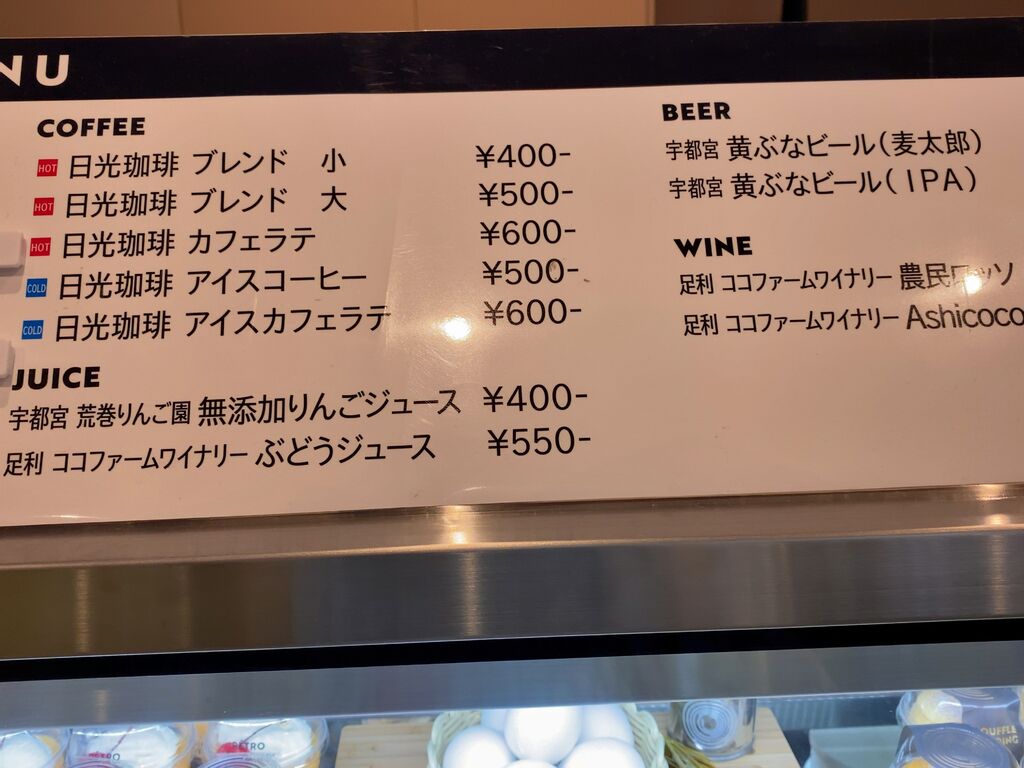 NU
COFFEE
HOT 日光珈琲 ブレンド 小 ¥400-
HOT 日光珈琲 ブレンド 大 ¥500-
HOT 日光珈琲 カフェラテ ¥600-
COLD 日光珈琲 アイスコーヒー ¥500-
COLD 日光珈琲 アイスカフェラテ ¥600-
JUICE
宇都宮 荒巻りんご園 無添加りんごジュース ¥400-
足利 ココファームワイナリー ぶどうジュース ¥550-
BEER
宇都宮 黄ぶなビール(麦太郎)
宇都宮 黄ぶなビール(IPA)
WINE
足利 ココファームワイナリー 農民ロッソ
足利 ココファームワイナリー Ashicoco
RETRO